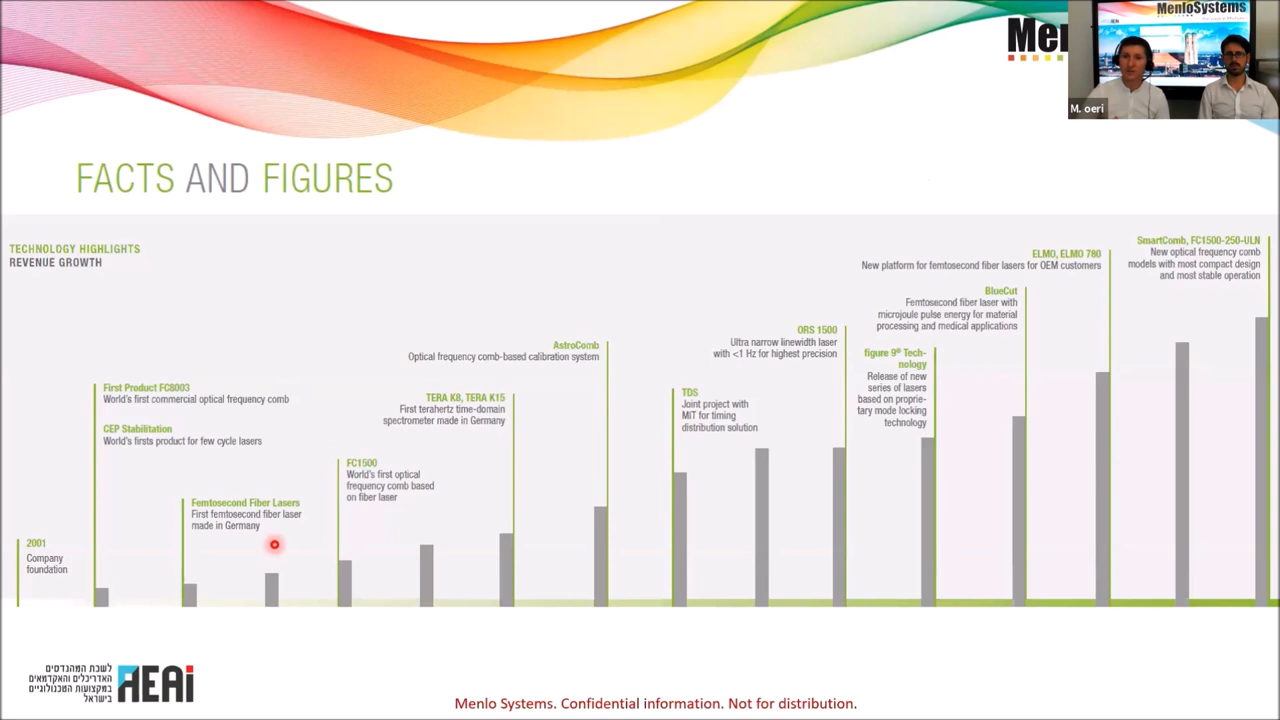 MenloSystems
Men
M. oeri
FACTS AND FIGURES
TECHNOLOGY HIGHLIGHTS
REVENUE GROWTH
2001
Company
foundation
First Product FC8003
World's first commercial optical frequency comb
CEP Stabilitation
World's firsts product for few cycle lasers
Femtosecond Fiber Lasers
First femtosecond fiber laser
made in Germany
FC1500
World's first optical
frequency comb based
on fiber laser
TERA K8, TERA K15
First terahertz time-domain
spectrometer made in Germany
AstroComb
Optical frequency comb-based calibration system
TDS
Joint project with
MIT for timing
distribution solution
ORS 1500
Ultra narrow linewidth laser
with <1 Hz for highest precision
figure 9® Tech-
nology
Release of new
series of lasers
based on proprie-
tary mode locking
technology
BlueCut
Femtosecond fiber laser with
microjoule pulse energy for material
processing and medical applications
ELMO, ELMO 780
New platform for femtosecond fiber lasers for OEM customers
SmartComb, FC1500-250-ULN
New optical frequency comb
models with most compact design
and most stable operation
לשכת המהנדסים
האדריכלים והאקדמאים
במקצועות הטכנולוגיים
בישראל
AEAi
Menlo Systems. Confidential information. Not for distribution.